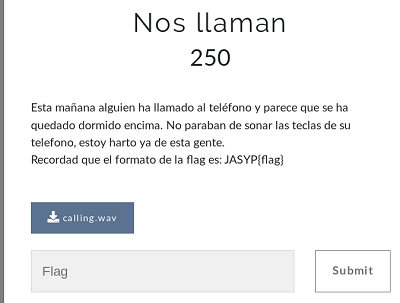 Nos llaman
250
Esta mañana alguien ha llamado al teléfono y parece que se ha
quedado dormido encima. No paraban de sonar las teclas de su
telefono, estoy harto ya de esta gente.
Recordad que el formato de la flag es: JASYP{flag}
calling.wav
Flag
Submit